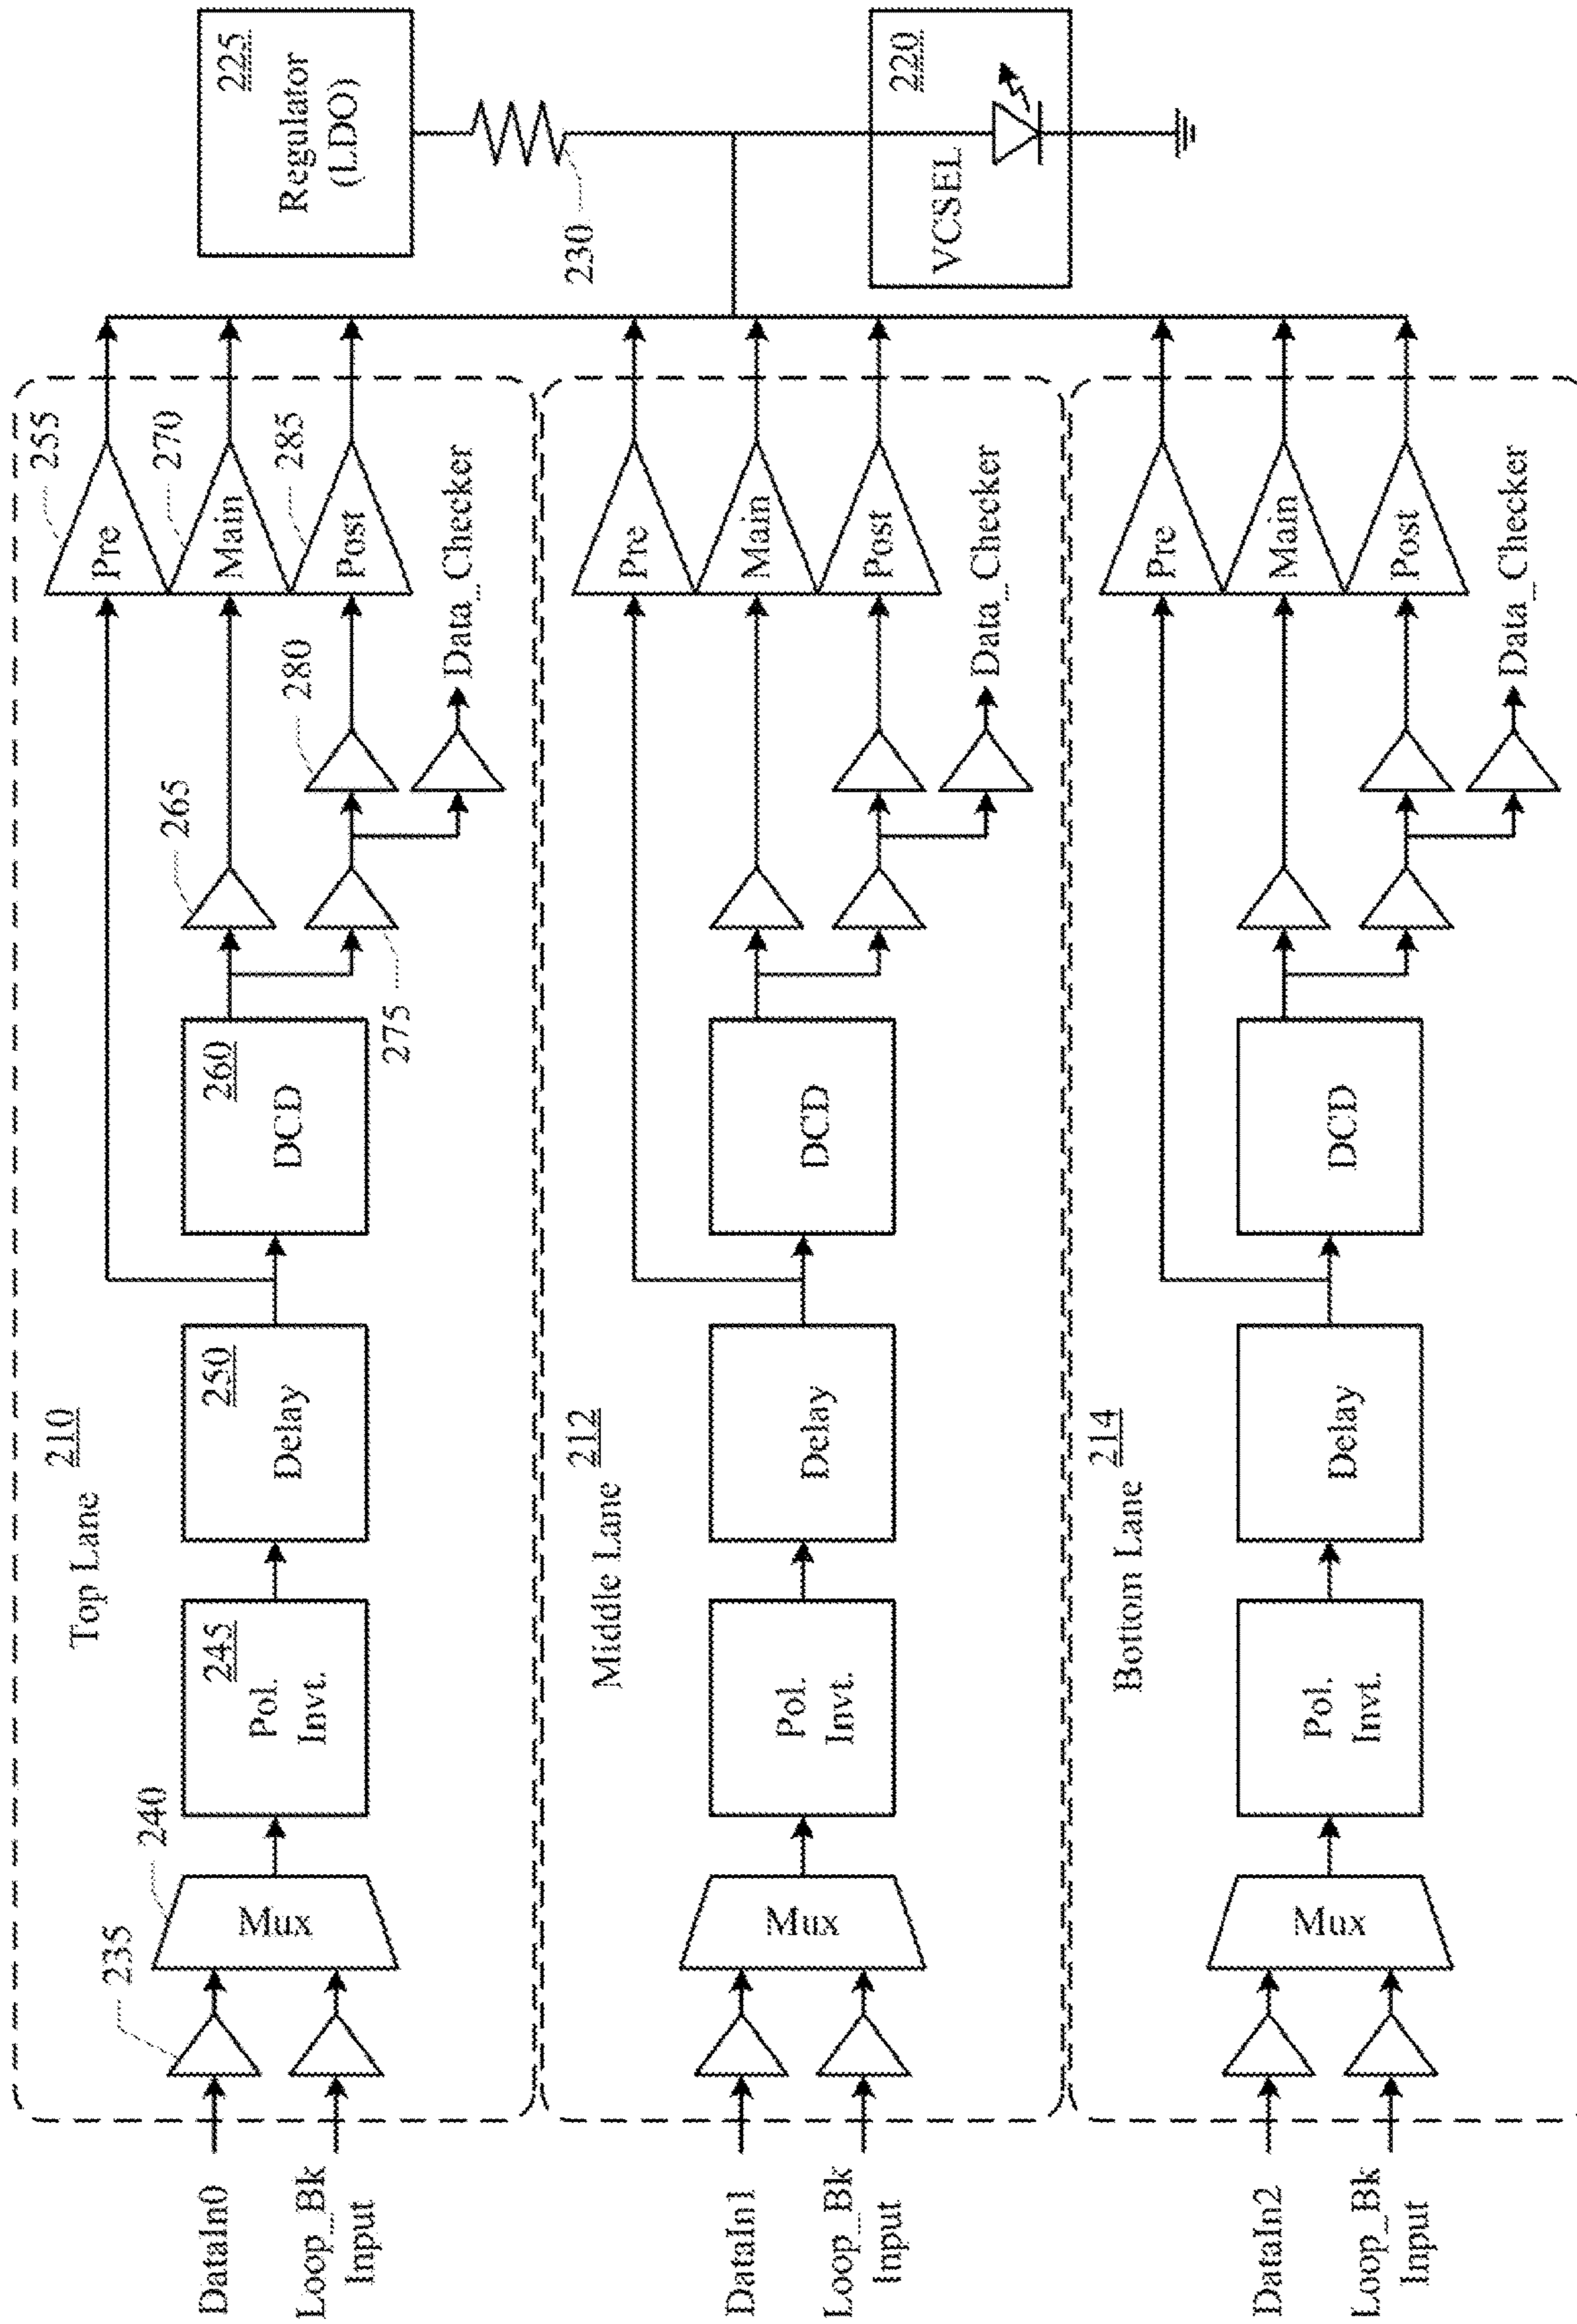 Top Lane 210
DataIn0
Loop_Bk
Input
235
240
Mux
245
Pol.
Invt.
250
Delay
260
DCD
265
275
280
Data_Checker
255
Pre
270
Main
285
Post
Middle Lane 212
DataIn1
Loop_Bk
Input
Mux
Pol.
Invt.
Delay
DCD
Data_Checker
Pre
Main
Post
Bottom Lane 214
DataIn2
Loop_Bk
Input
Mux
Pol.
Invt.
Delay
DCD
Data_Checker
Pre
Main
Post
225
Regulator
(LDO)
230
220
VCSEL